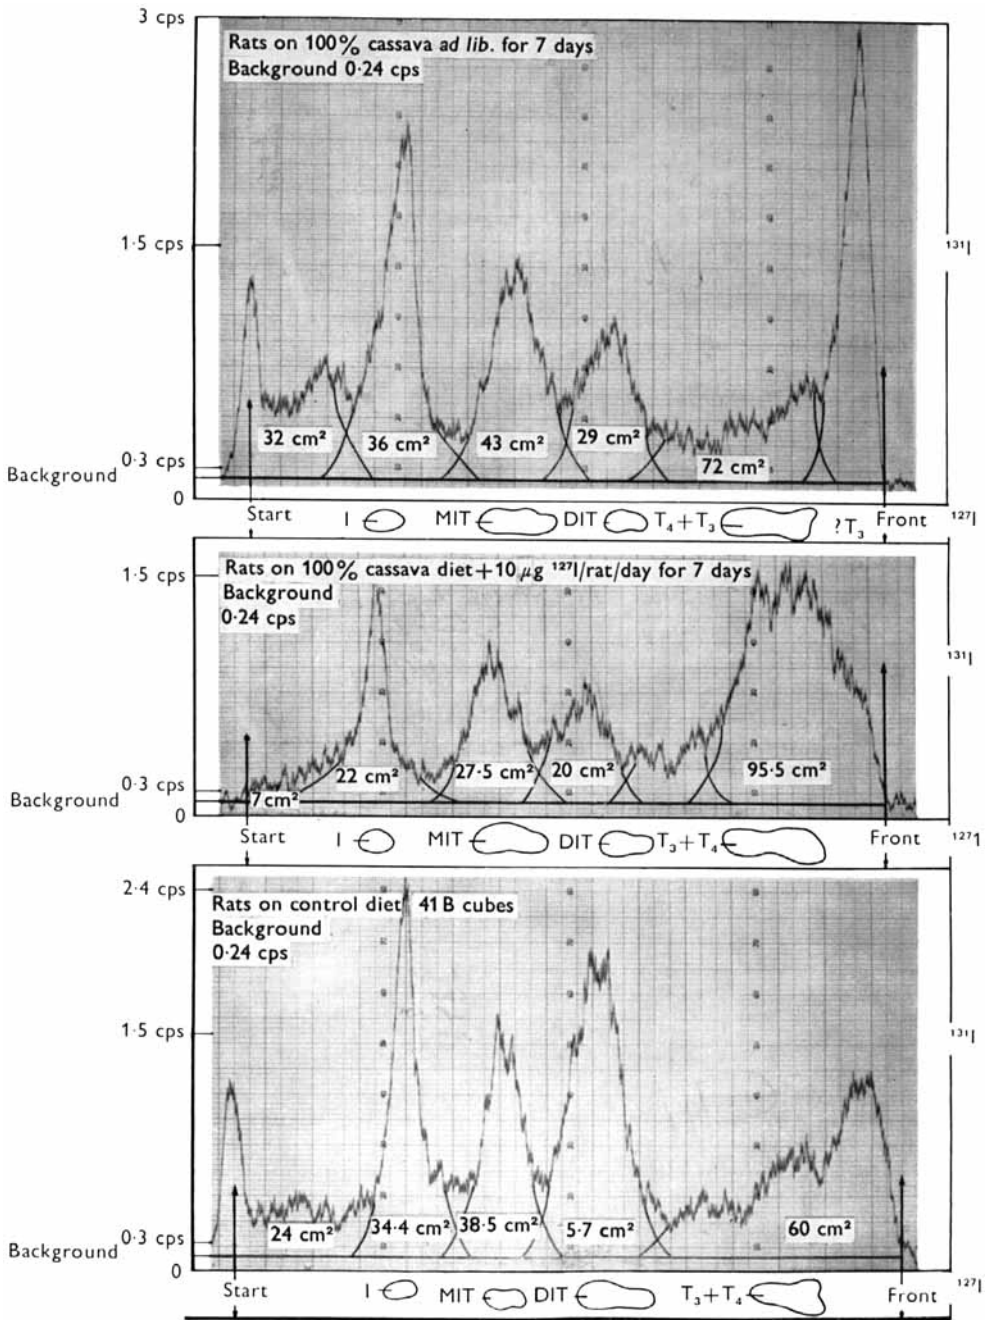 3 cps
Rats on 100% cassava ad lib. for 7 days
Background 0·24 cps
1·5 cps
¹³¹I
32 cm²
36 cm²
43 cm²
29 cm²
72 cm²
0·3 cps
Background
0
Start
I
MIT
DIT
T₄+T₃
?T₃
Front
¹²⁷I
1·5 cps
Rats on 100% cassava diet+10 μg ¹²⁷I/rat/day for 7 days
Background
0·24 cps
¹³¹I
7 cm²
22 cm²
27·5 cm²
20 cm²
95·5 cm²
0·3 cps
Background
0
Start
I
MIT
DIT
T₃+T₄
Front
¹²⁷I
2·4 cps
Rats on control diet 41B cubes
Background
0·24 cps
1·5 cps
¹³¹I
24 cm²
34·4 cm²
38·5 cm²
5·7 cm²
60 cm²
0·3 cps
Background
0
Start
I
MIT
DIT
T₃+T₄
Front
¹²⁷I